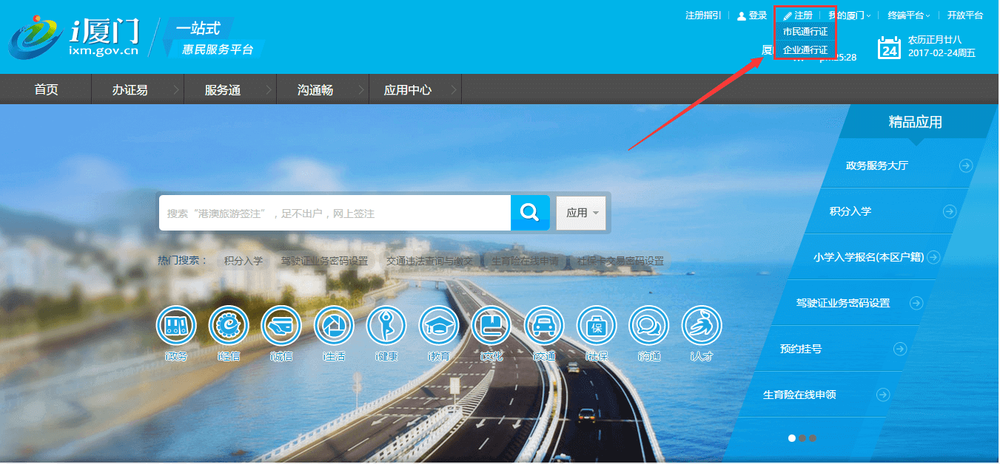 i厦门
ixm.gov.cn
一站式
惠民服务平台
注册指引 登录 注册 我的厦门 终端平台 开放平台
市民通行证
企业通行证
厦
25:28
24
农历正月廿八
2017-02-24周五
首页 办证易 服务通 沟通畅 应用中心
搜索“港澳旅游签注”，足不出户，网上签注
应用
热门搜索： 积分入学 驾驶证业务密码设置 交通违法查询与缴交 生育险在线申请 社保卡交易密码设置
保
i政务 i经信 i诚信 i生活 i健康 i教育 i文化 i交通 i社保 i沟通 i人才
精品应用
政务服务大厅
积分入学
小学入学报名(本区户籍)
驾驶证业务密码设置
预约挂号
生育险在线申领